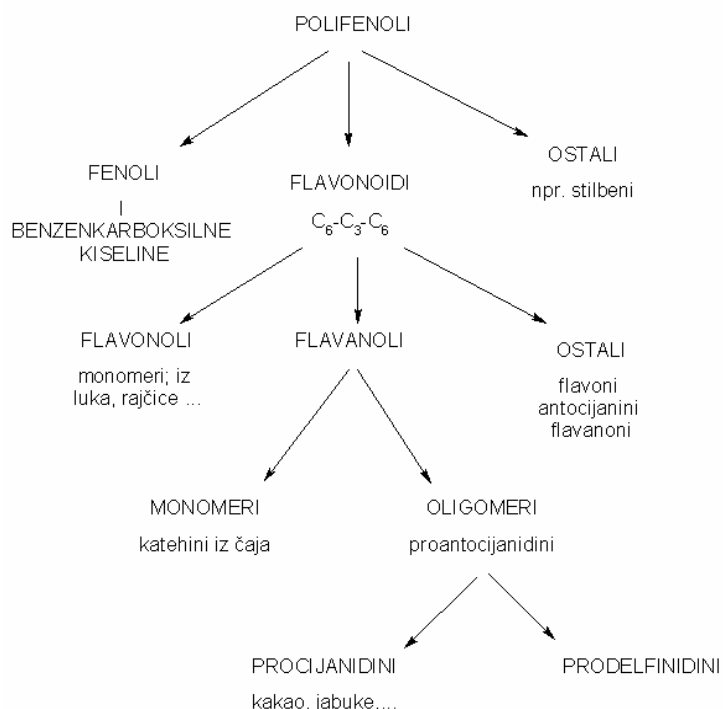 POLIFENOLI
FENOLI
I
BENZENKARBOKSILNE
KISELINE
FLAVONOIDI
C₆-C₃-C₆
OSTALI
npr. stilbeni
FLAVONOLI
monomeri; iz
luka, rajčice ...
FLAVANOLI
OSTALI
flavoni
antocijanini
flavanoni
MONOMERI
katehini iz čaja
OLIGOMERI
proantocijanidini
PROCIJANIDINI
kakao, jabuke,...
PRODELFINIDINI